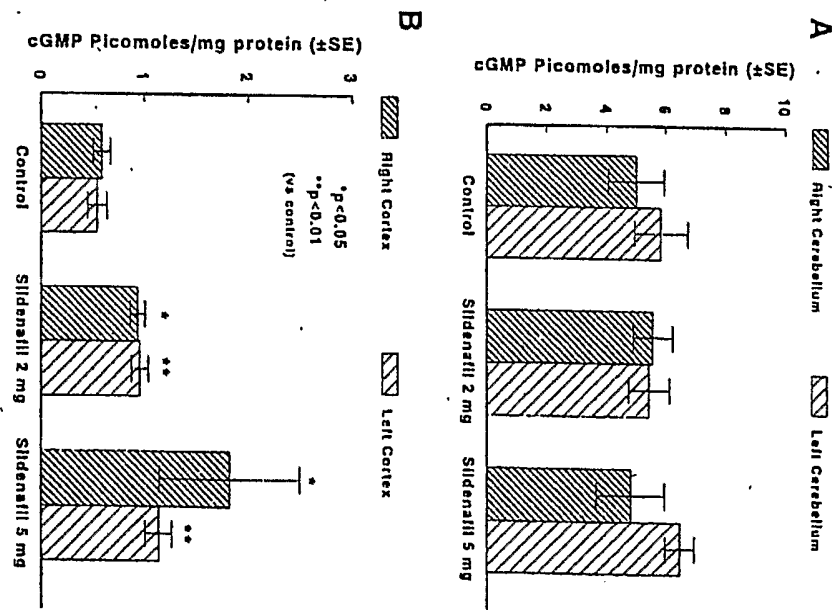 A
Right Cerebellum
Left Cerebellum
cGMP Picomoles/mg protein (±SE)
10
8
6
4
2
0
Control
Sildenafil 2 mg
Sildenafil 5 mg
B
Right Cortex
Left Cortex
cGMP Picomoles/mg protein (±SE)
3
2
1
0
*p<0.05
**p<0.01
(vs control)
*
**
*
**
Control
Sildenafil 2 mg
Sildenafil 5 mg